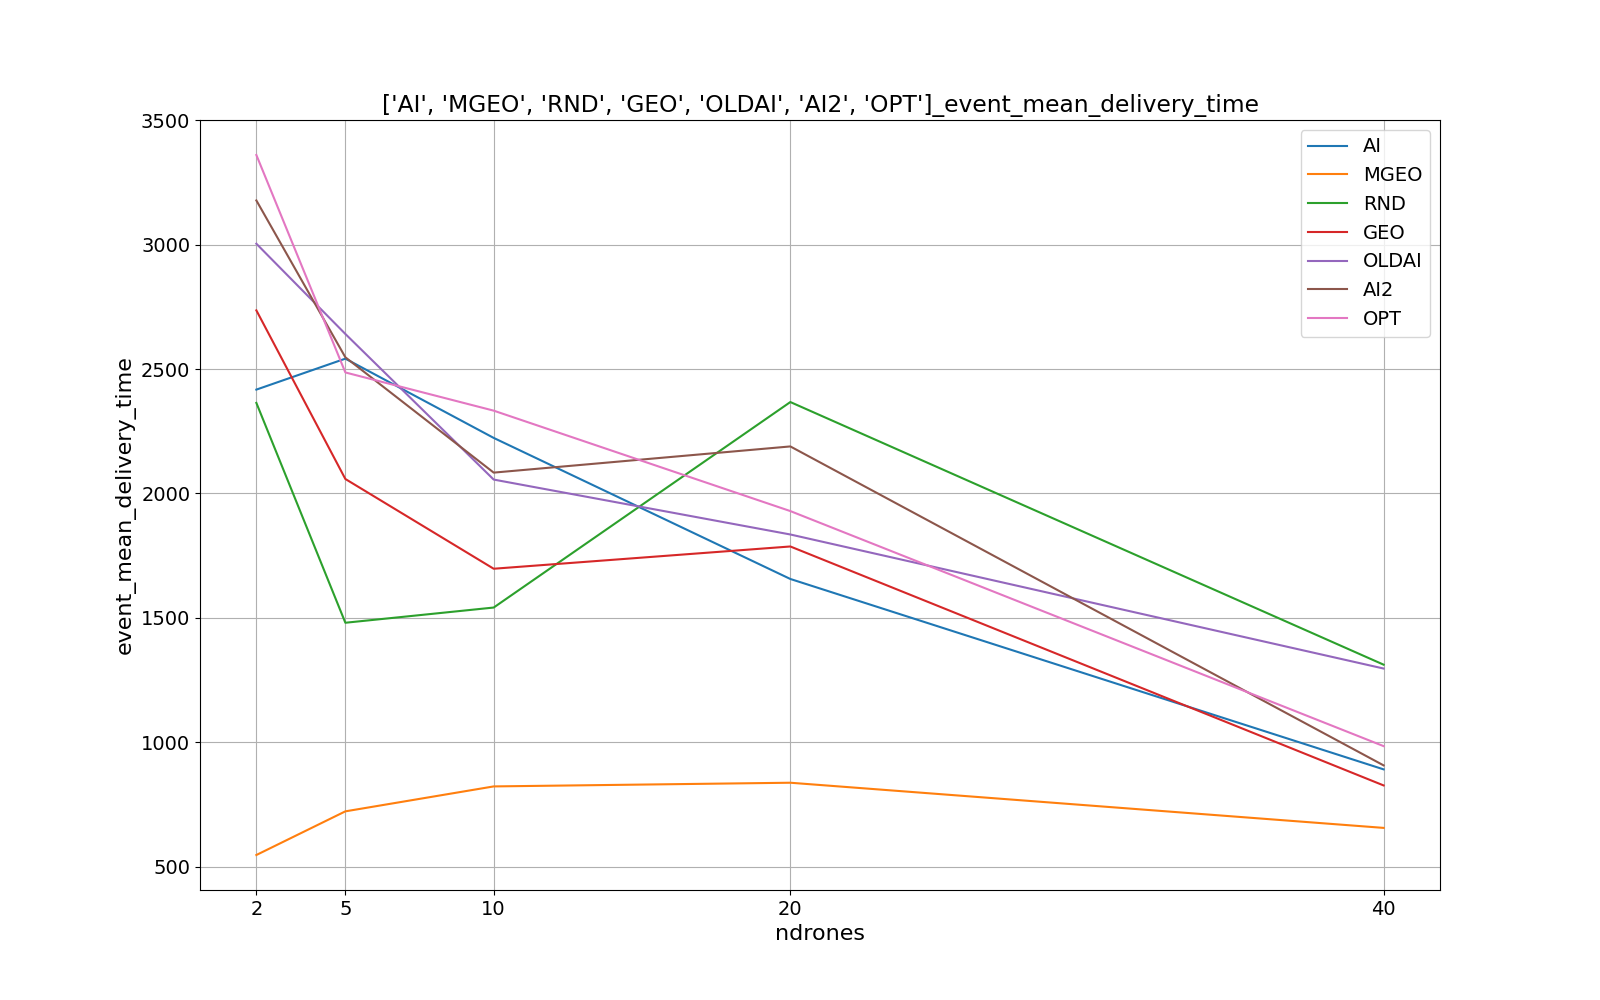 ['AI', 'MGEO', 'RND', 'GEO', 'OLDAI', 'AI2', 'OPT']_event_mean_delivery_time
3500
3000
2500
2000
1500
1000
500
event_mean_delivery_time
AI
MGEO
RND
GEO
OLDAI
AI2
OPT
2 5 10 20 40
ndrones